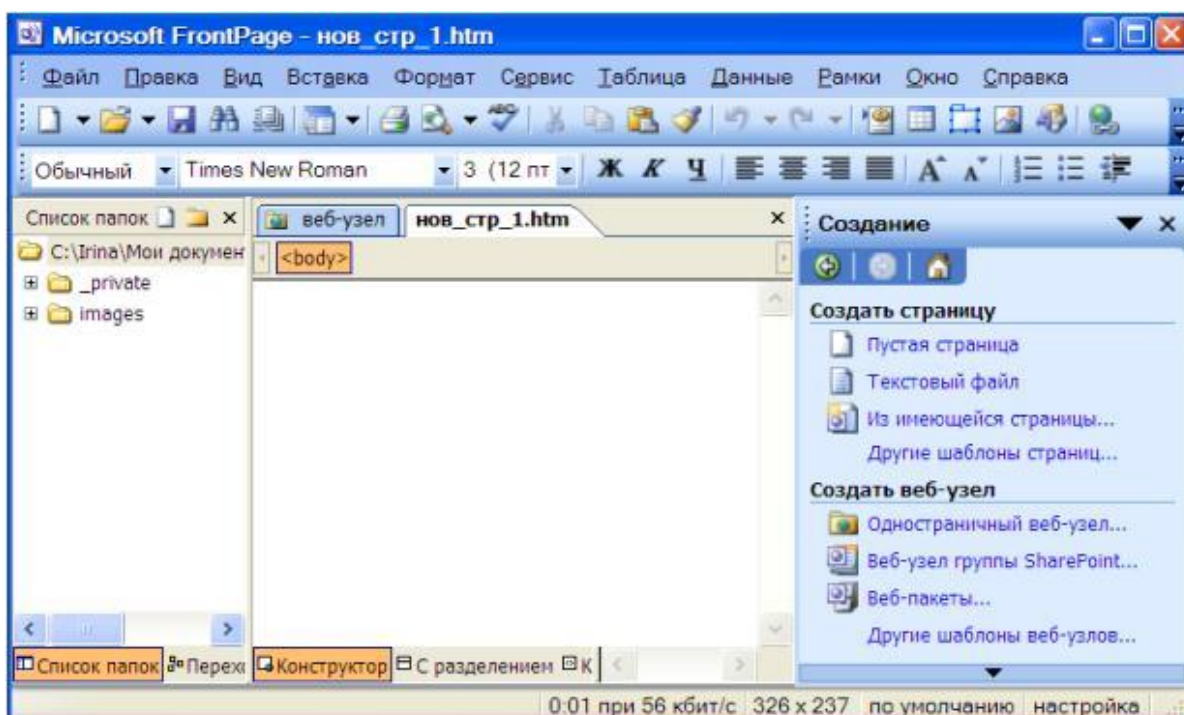 Microsoft FrontPage - нов_стр_1.htm
Файл Правка Вид Вставка Формат Сервис Таблица Данные Рамки Окно Справка
Обычный Times New Roman 3 (12 пт Ж К Ч
Список папок
веб-узел нов_стр_1.htm
Создание
C:\Irina\Мои докумен
<body>
_private
images
Создать страницу
Пустая страница
Текстовый файл
Из имеющейся страницы...
Другие шаблоны страниц...
Создать веб-узел
Одностраничный веб-узел...
Веб-узел группы SharePoint...
Веб-пакеты...
Другие шаблоны веб-узлов...
Список папок Перехо Конструктор С разделением К
0:01 при 56 кбит/с 326 x 237 по умолчанию настройка